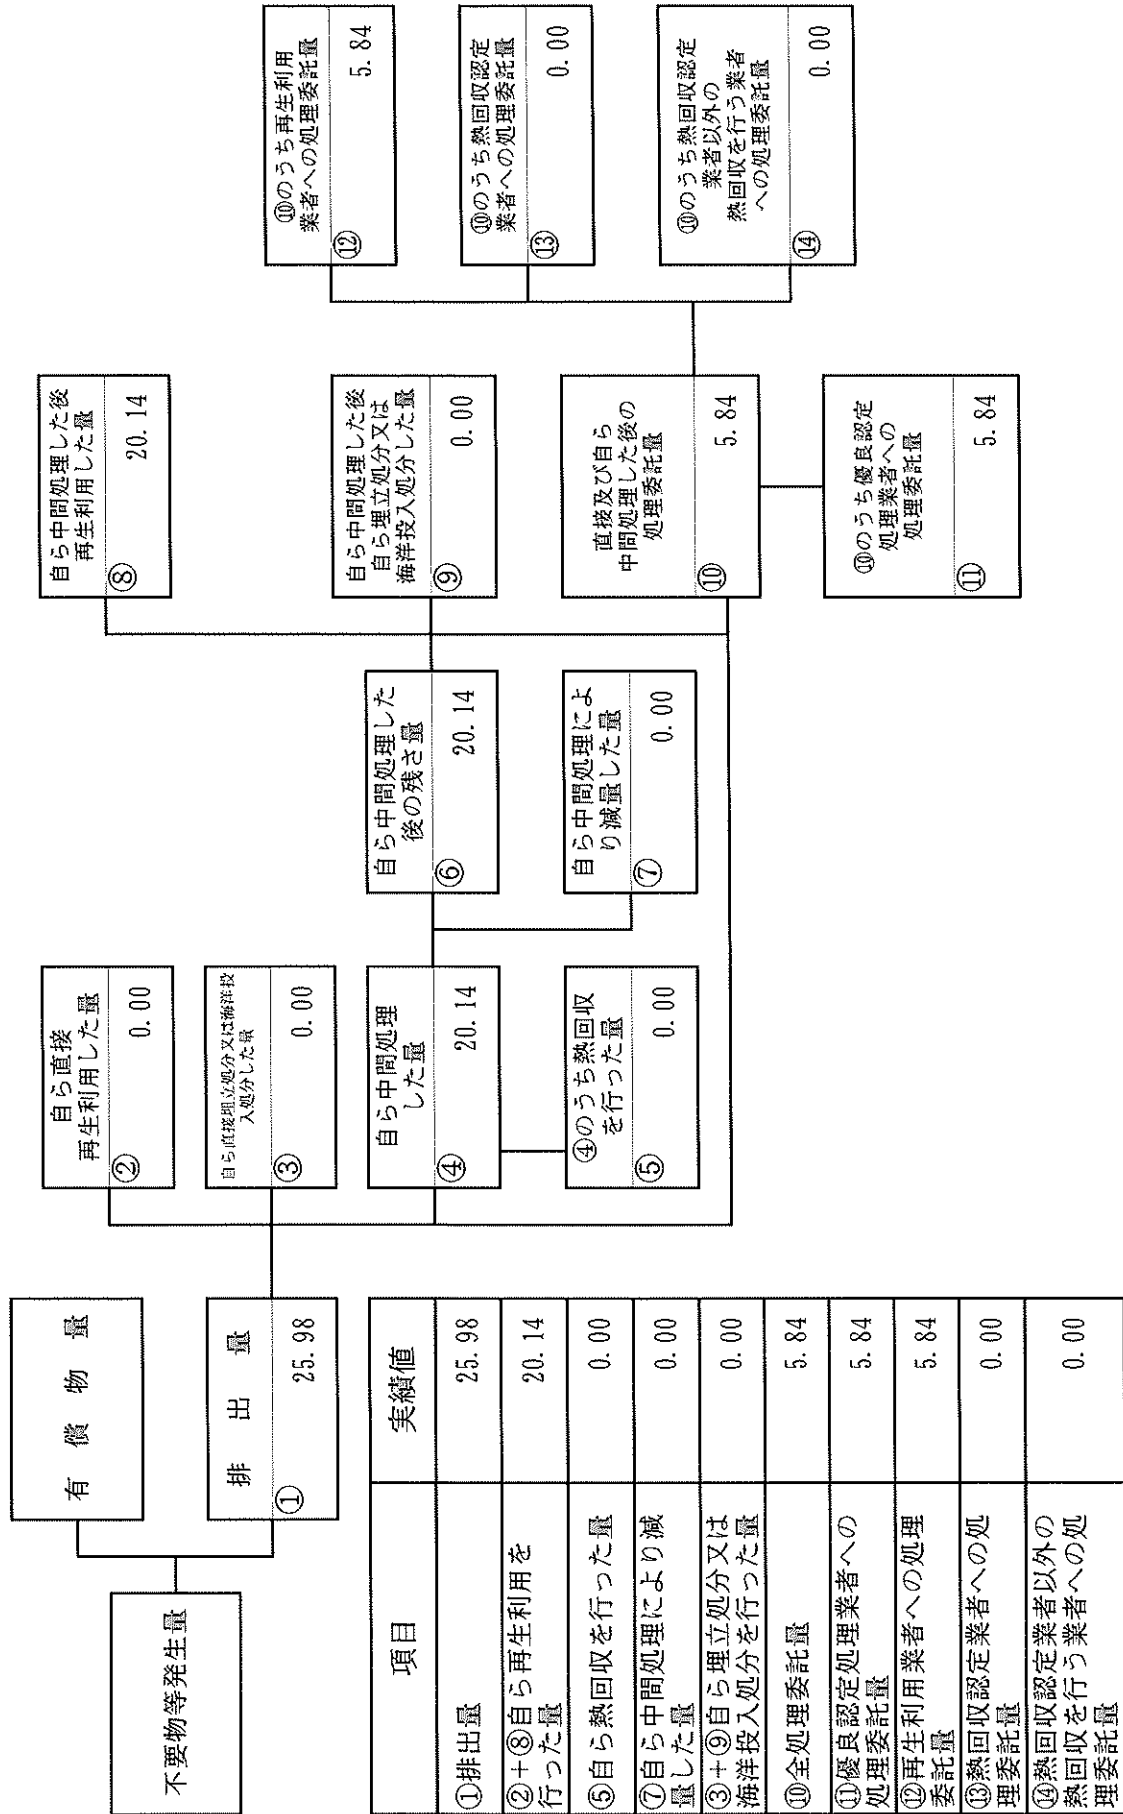 不要物等発生量
有償物量
排出量
①
25.98
自ら直接
再生利用した量
②
0.00
自ら直接埋立処分又は海洋投
入処分した量
③
0.00
自ら中間処理
した量
④
20.14
④のうち熱回収
を行った量
⑤
0.00
自ら中間処理した
後の残さ量
⑥
20.14
自ら中間処理によ
り減量した量
⑦
0.00
自ら中間処理した後
再生利用した量
⑧
20.14
自ら中間処理した後
自ら埋立処分又は
海洋投入処分した量
⑨
0.00
直接及び自ら
中間処理した後の
処理委託量
⑩
5.84
⑩のうち優良認定
処理業者への
処理委託量
⑪
5.84
⑩のうち再生利用
業者への処理委託量
⑫
5.84
⑩のうち熱回収認定
業者への処理委託量
⑬
0.00
⑩のうち熱回収認定
業者以外の
熱回収を行う業者
への処理委託量
⑭
0.00
項目 実績値
①排出量 25.98
②+⑧自ら再生利用を
行った量 20.14
⑤自ら熱回収を行った量 0.00
⑦自ら中間処理により減
量した量 0.00
③+⑨自ら埋立処分又は
海洋投入処分を行った量 0.00
⑩全処理委託量 5.84
⑪優良認定処理業者への
処理委託量 5.84
⑫再生利用業者への処理
委託量 5.84
⑬熱回収認定業者への処
理委託量 0.00
⑭熱回収認定業者以外の
熱回収を行う業者への処
理委託量 0.00